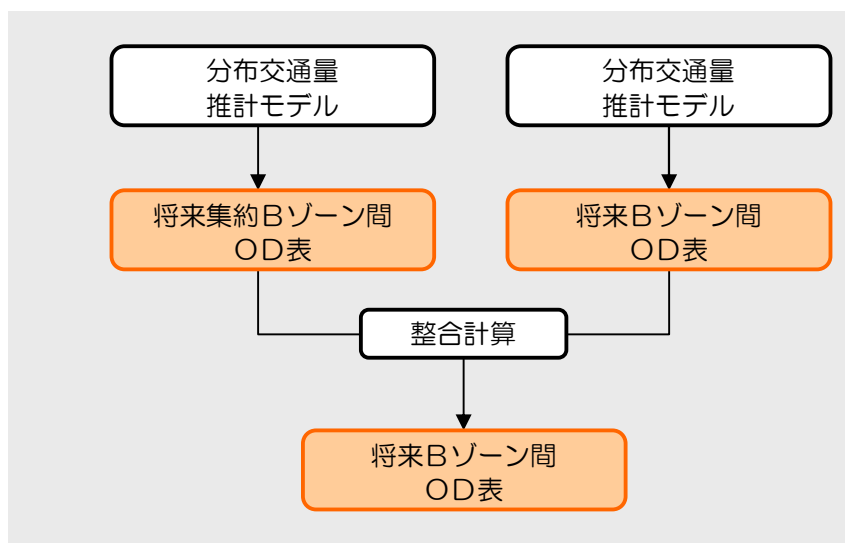 分布交通量
推計モデル
分布交通量
推計モデル
将来集約Ｂゾーン間
ＯＤ表
将来Ｂゾーン間
ＯＤ表
整合計算
将来Ｂゾーン間
ＯＤ表